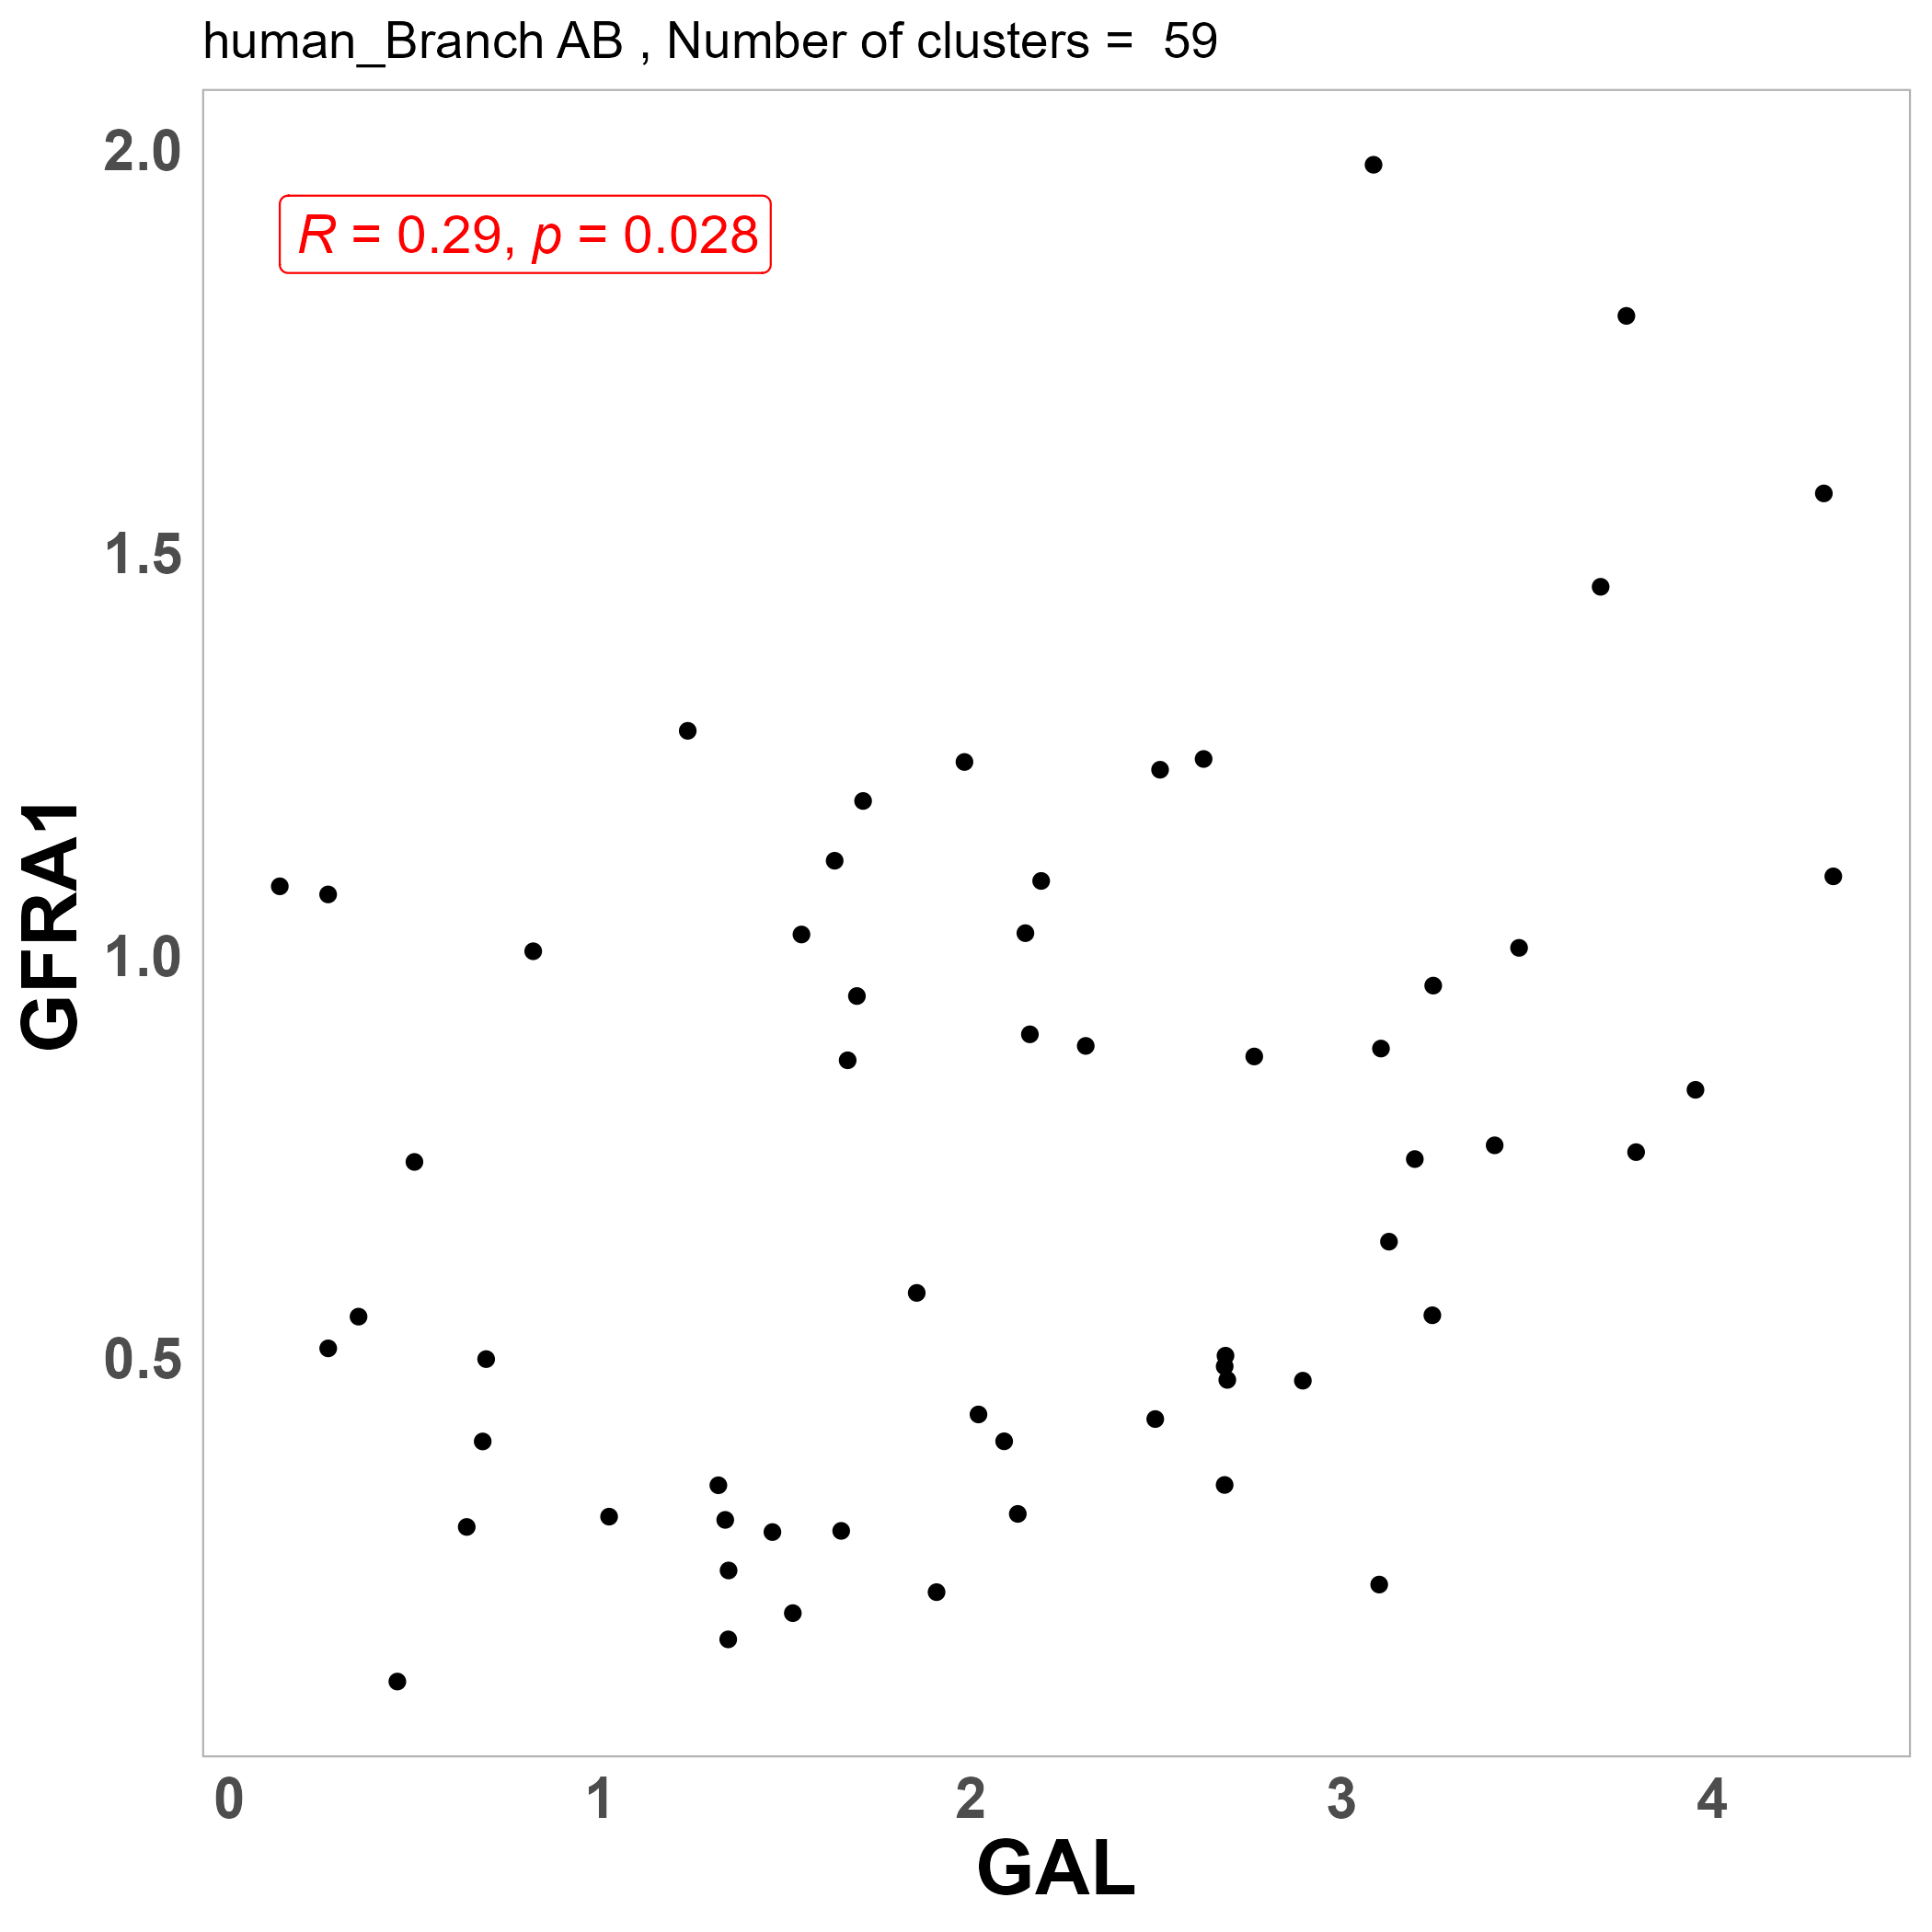 human_Branch AB , Number of clusters =  59
2.0
R = 0.29, p = 0.028
1.5
1.0
0.5
GFRA1
0 1 2 3 4
GAL